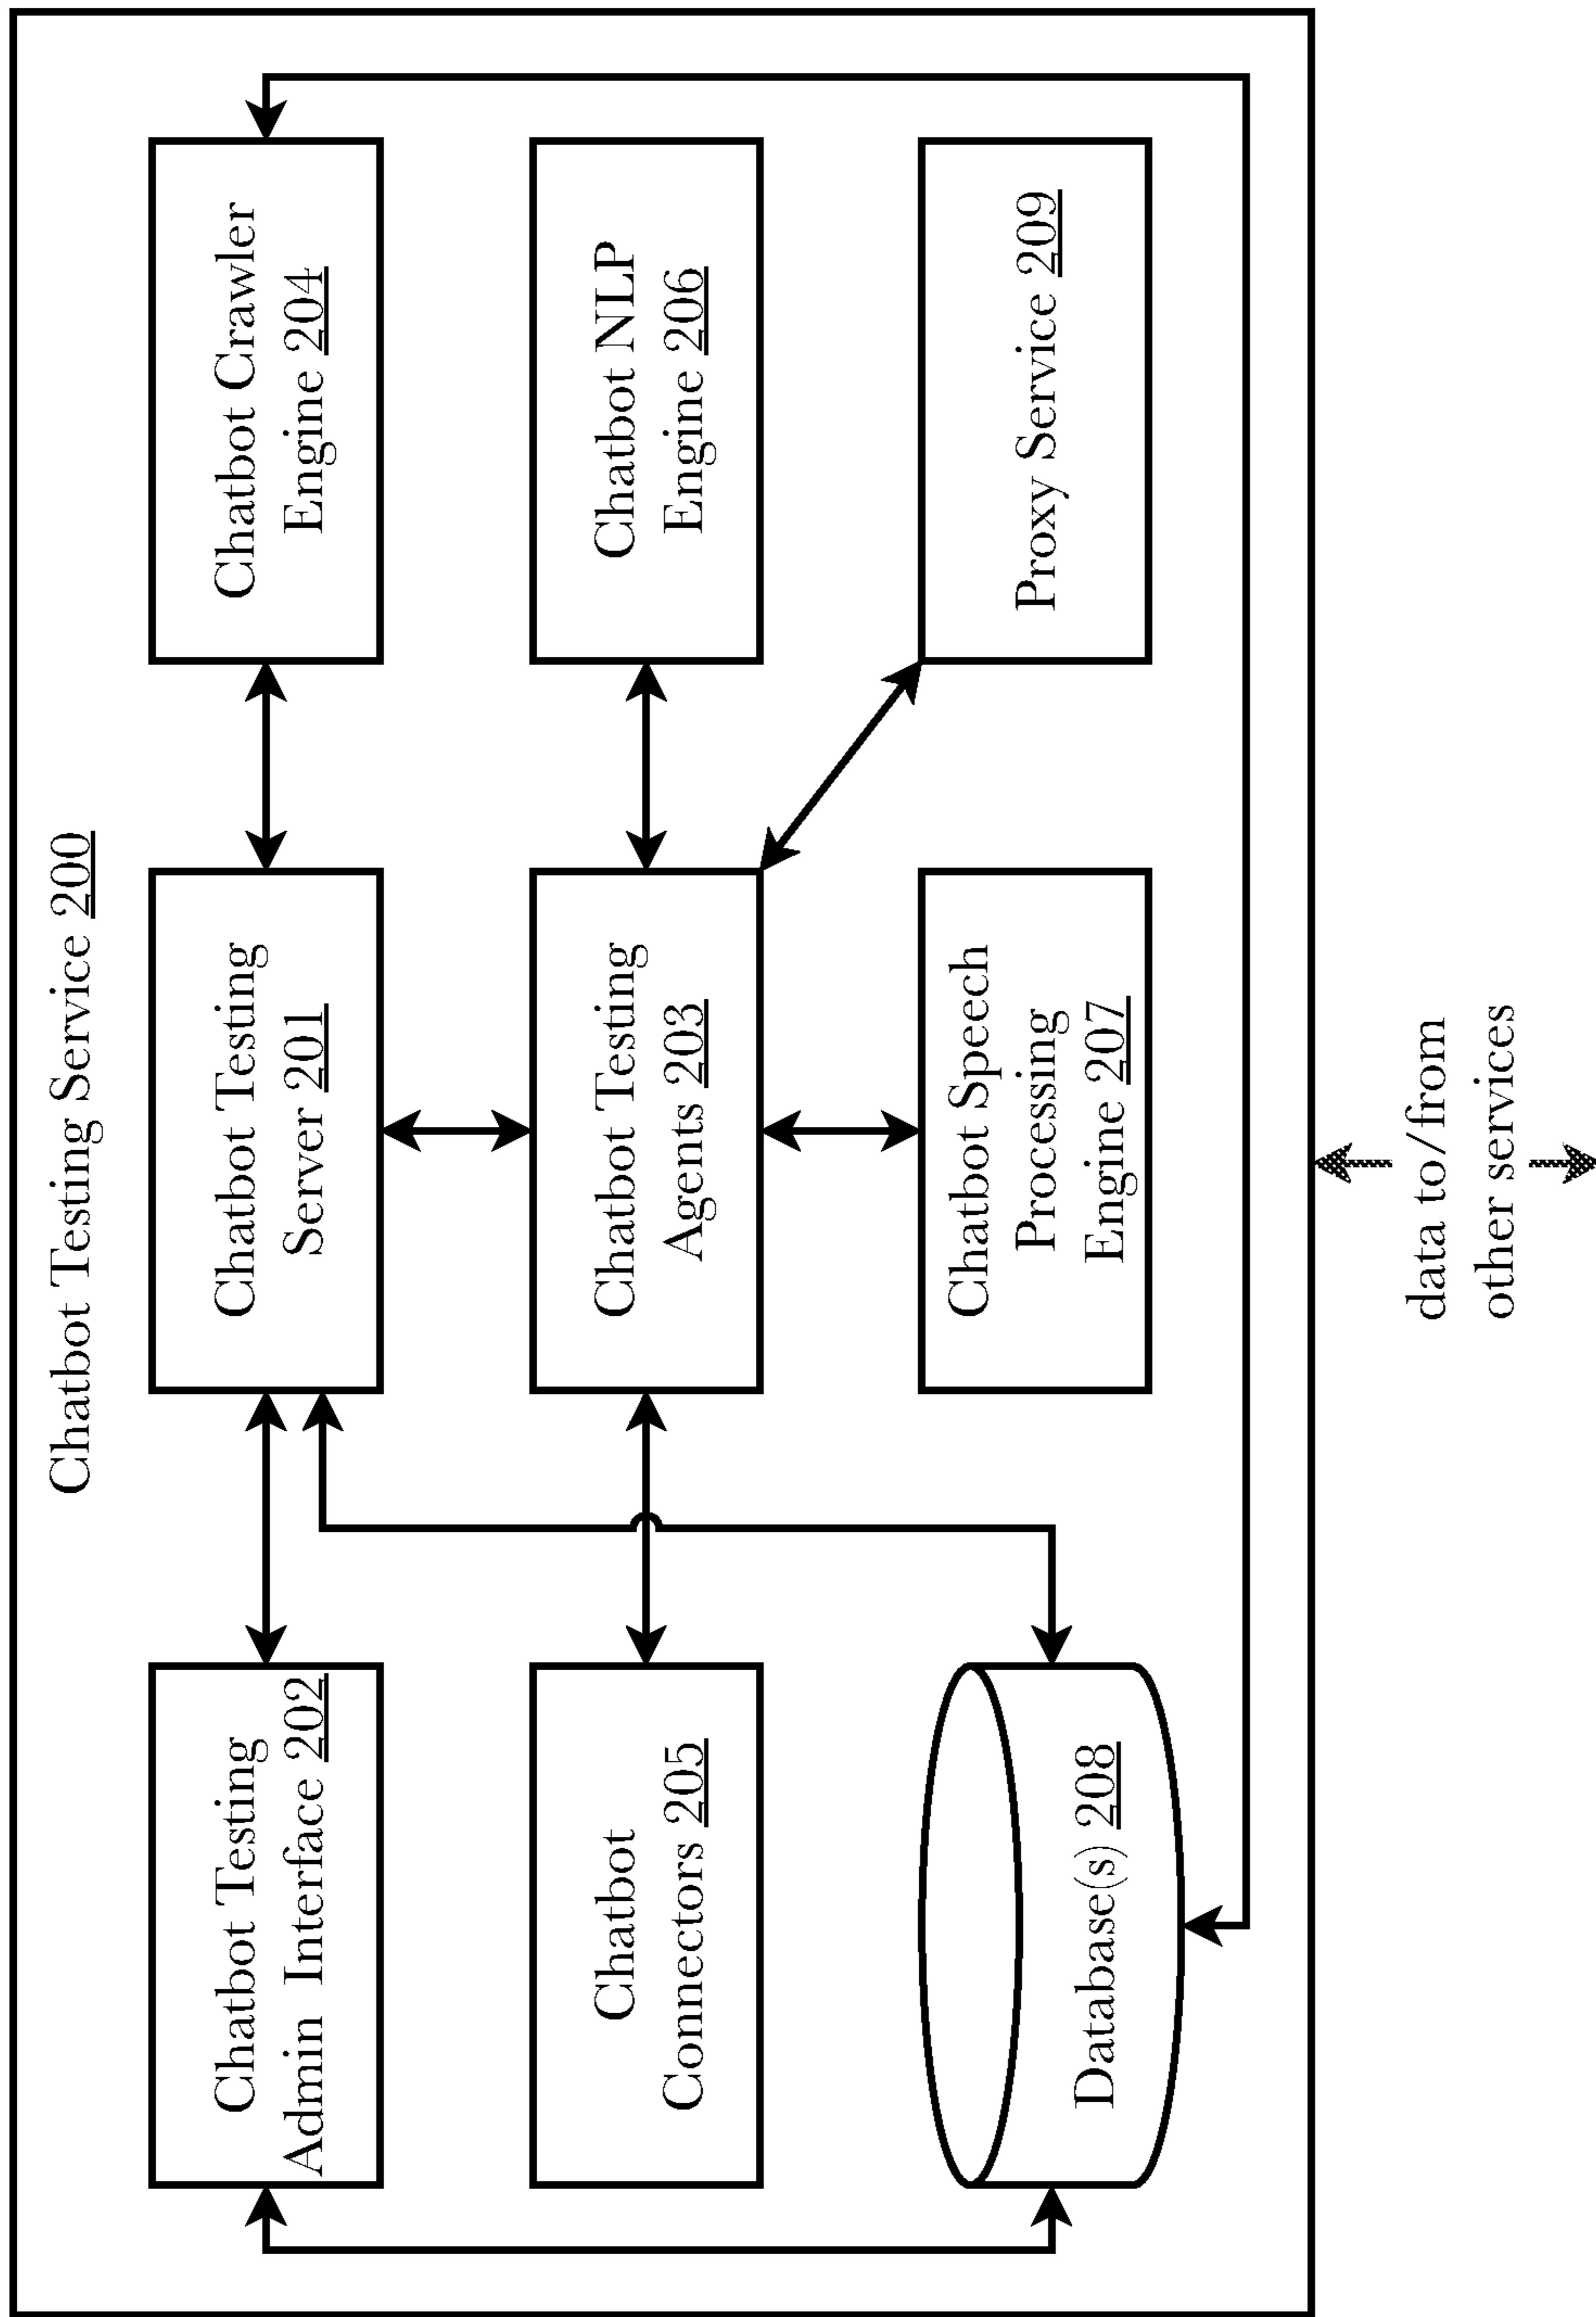 Chatbot Testing Service 200
Chatbot Testing
Admin Interface 202
Chatbot Testing
Server 201
Chatbot Crawler
Engine 204
Chatbot
Connectors 205
Chatbot Testing
Agents 203
Chatbot NLP
Engine 206
Database(s) 208
Chatbot Speech
Processing
Engine 207
Proxy Service 209
data to/from
other services